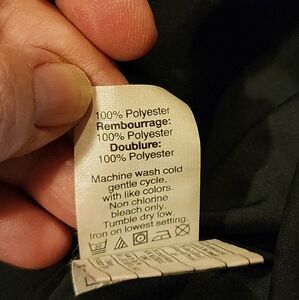 100% Polyester
Rembourrage:
100% Polyester
Doublure:
100% Polyester
Machine wash cold
gentle cycle,
with like colors.
Non chlorine
bleach only.
Tumble dry low.
Iron on lowest setting.